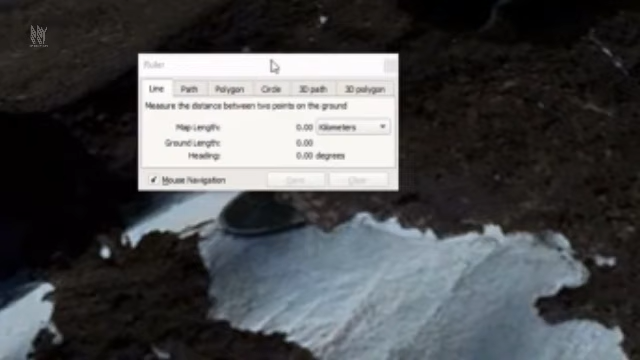 Ruler
Line Path Polygon Circle 3D path 3D polygon
Measure the distance between two points on the ground
Map Length: 0.00 Kilometers
Ground Length: 0.00
Heading: 0.00 degrees
Mouse Navigation Save Clear